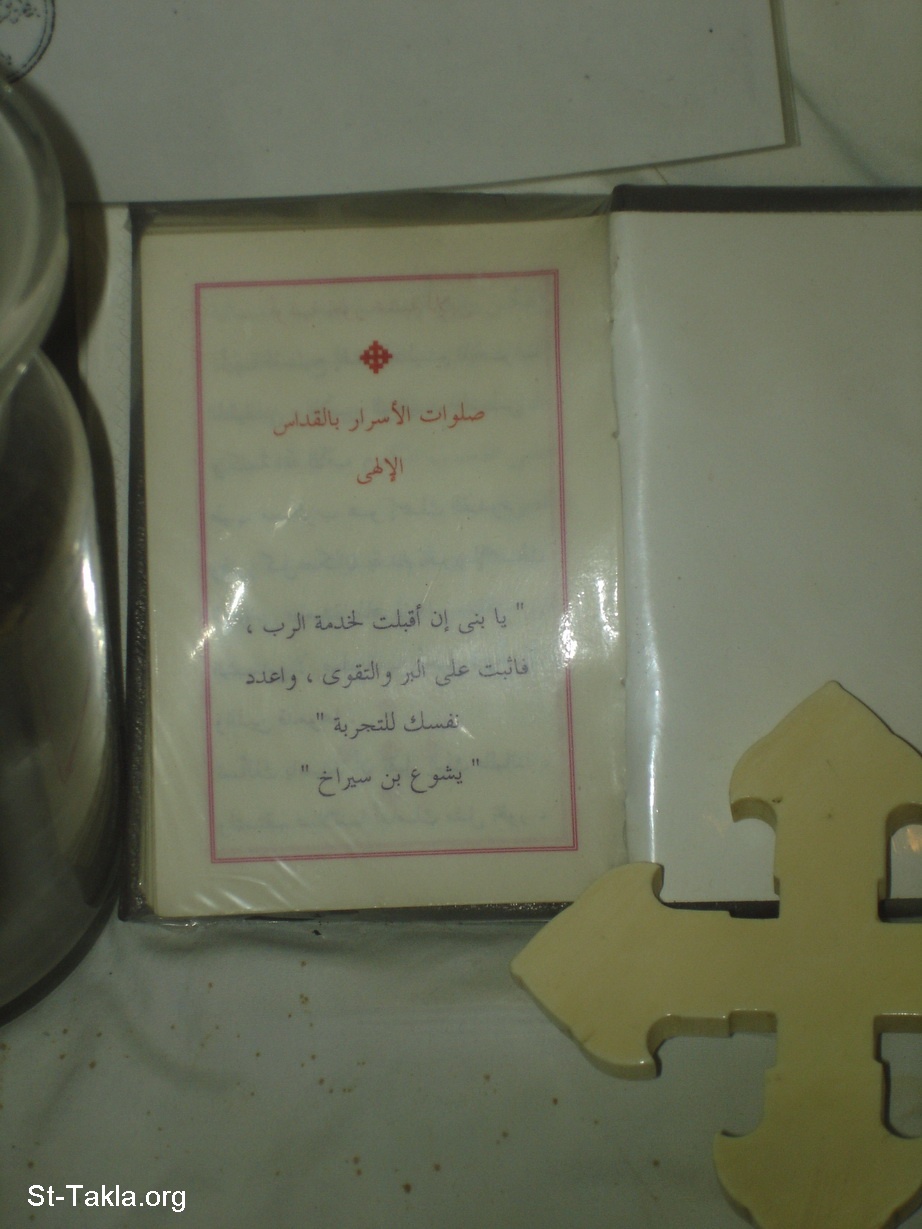 صلوات الأسرار بالقداس
الإلهى
" يا بنى إن أقبلت لخدمة الرب ،
فاثبت على البر والتقوى ، واعدد
نفسك للتجربة "
" يشوع بن سيراخ "
St-Takla.org